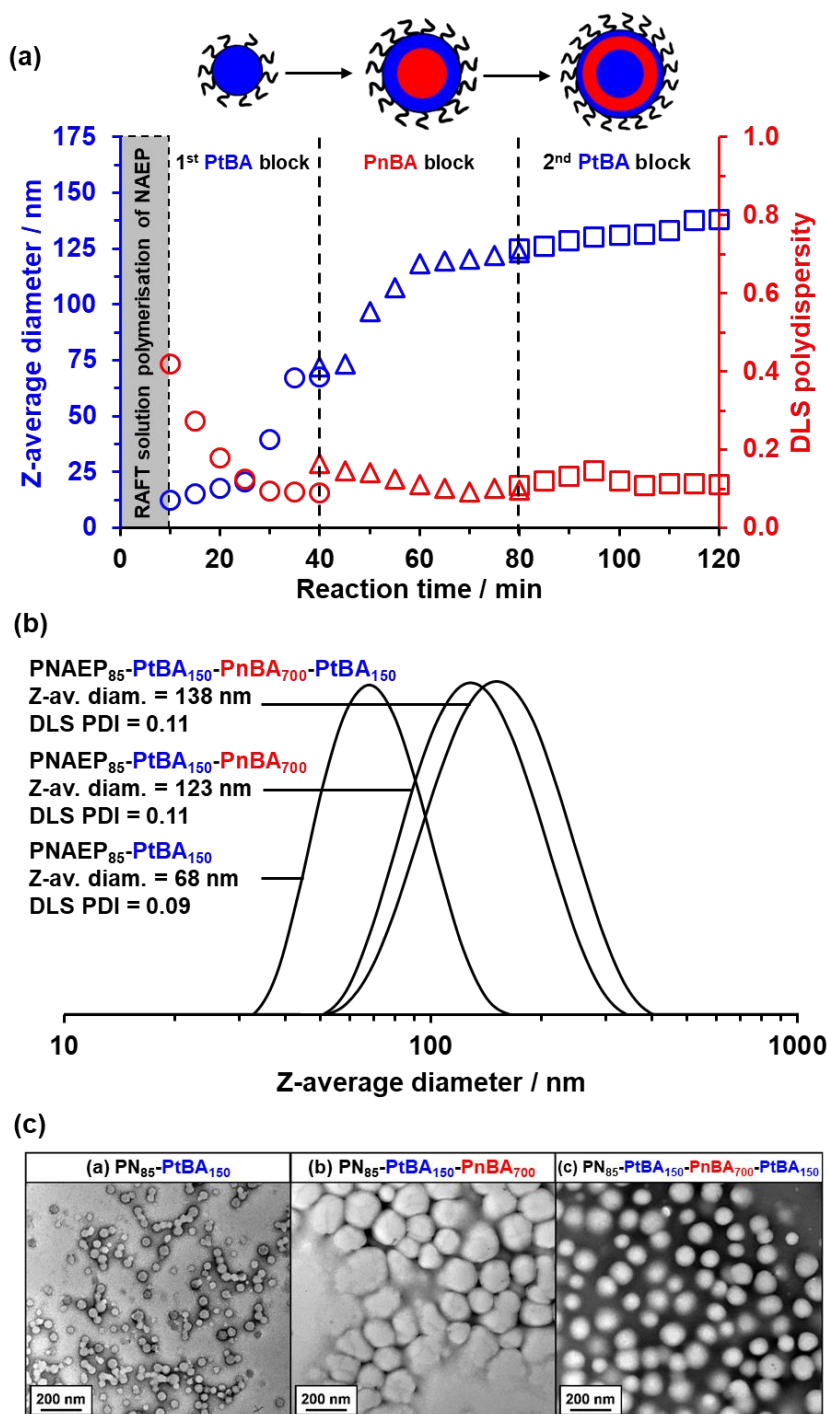 (a)
175
150
125
100
75
50
25
0
Z-average diameter / nm
RAFT solution polymerisation of NAEP
1st PtBA block
PnBA block
2nd PtBA block
1.0
0.8
0.6
0.4
0.2
0.0
DLS polydispersity
0 20 40 60 80 100 120
Reaction time / min
(b)
PNAEP85-PtBA150-PnBA700-PtBA150
Z-av. diam. = 138 nm
DLS PDI = 0.11
PNAEP85-PtBA150-PnBA700
Z-av. diam. = 123 nm
DLS PDI = 0.11
PNAEP85-PtBA150
Z-av. diam. = 68 nm
DLS PDI = 0.09
10 100 1000
Z-average diameter / nm
(c)
(a) PN85-PtBA150
(b) PN85-PtBA150-PnBA700
(c) PN85-PtBA150-PnBA700-PtBA150
200 nm
200 nm
200 nm